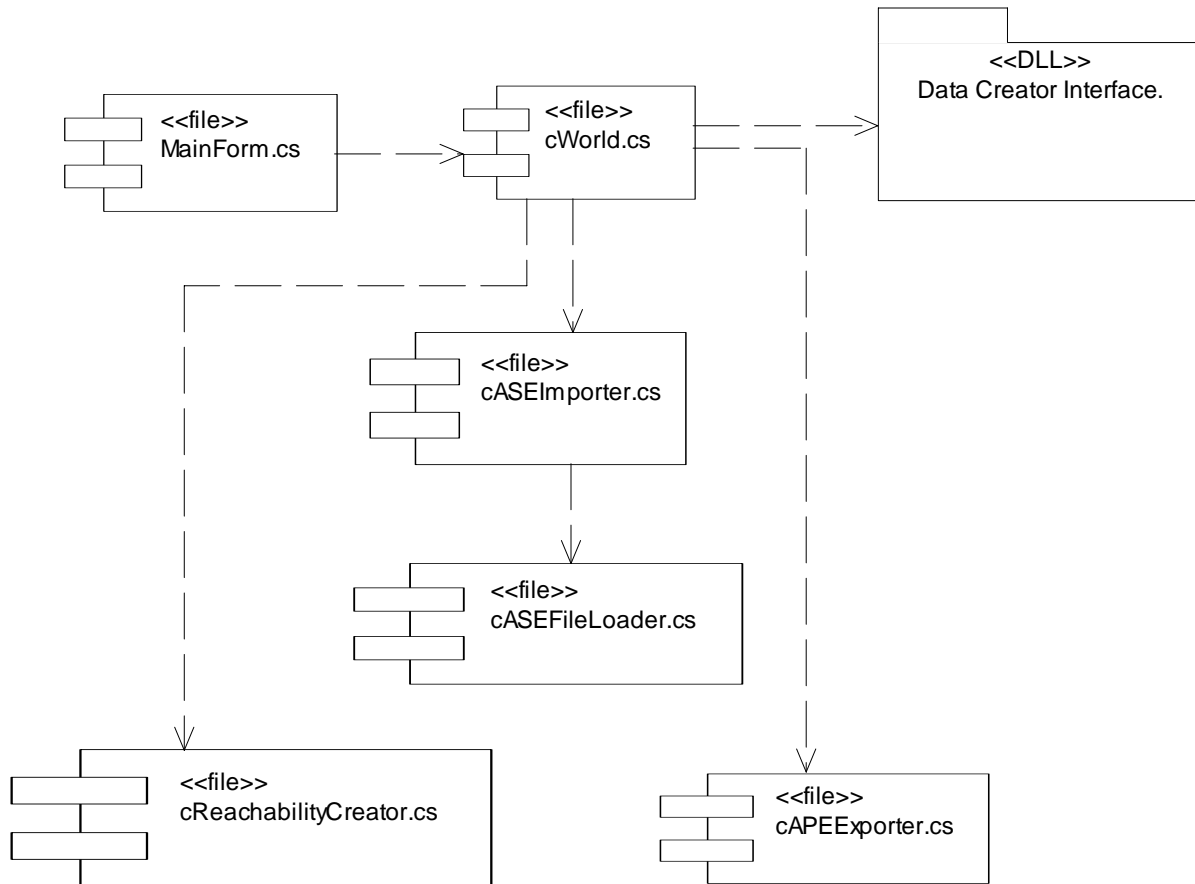 <<DLL>>
Data Creator Interface.
<<file>>
MainForm.cs
<<file>>
cWorld.cs
<<file>>
cASEImporter.cs
<<file>>
cASEFileLoader.cs
<<file>>
cReachabilityCreator.cs
<<file>>
cAPEExporter.cs